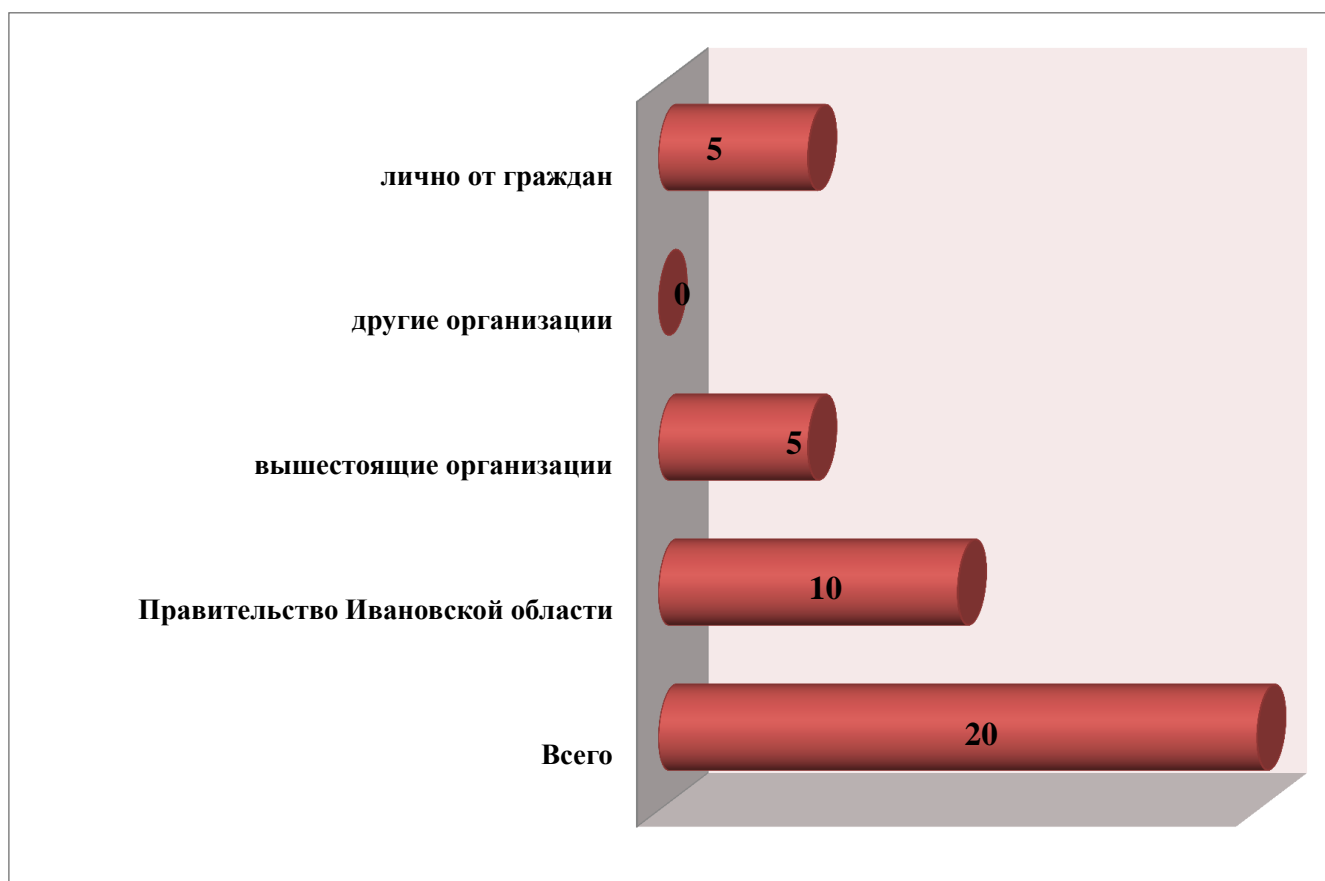 лично от граждан
5
другие организации
0
вышестоящие организации
5
Правительство Ивановской области
10
Всего
20